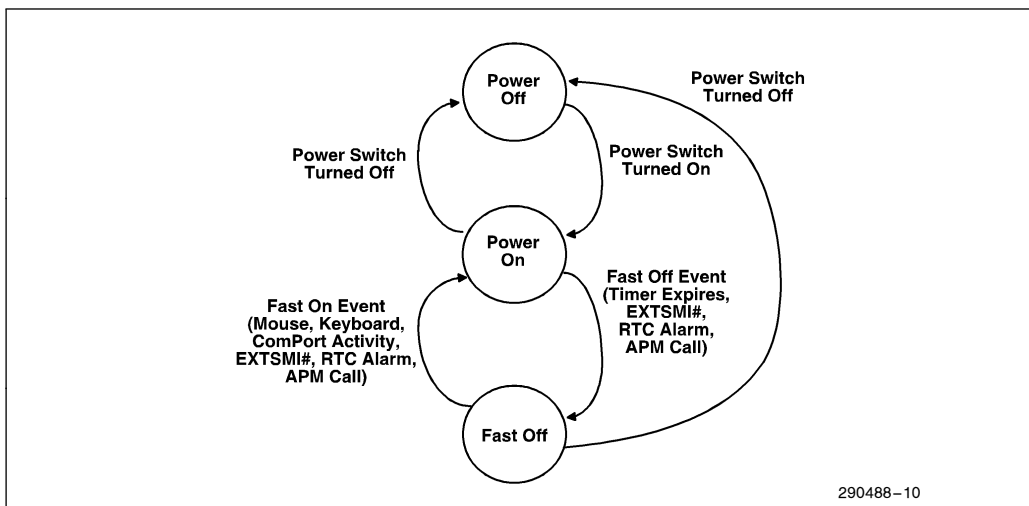 Power
Off
Power Switch
Turned Off
Power Switch
Turned Off
Power Switch
Turned On
Power
On
Fast On Event
(Mouse, Keyboard,
ComPort Activity,
EXTSMI#, RTC Alarm,
APM Call)
Fast Off Event
(Timer Expires,
EXTSMI#,
RTC Alarm,
APM Call)
Fast Off
290488-10